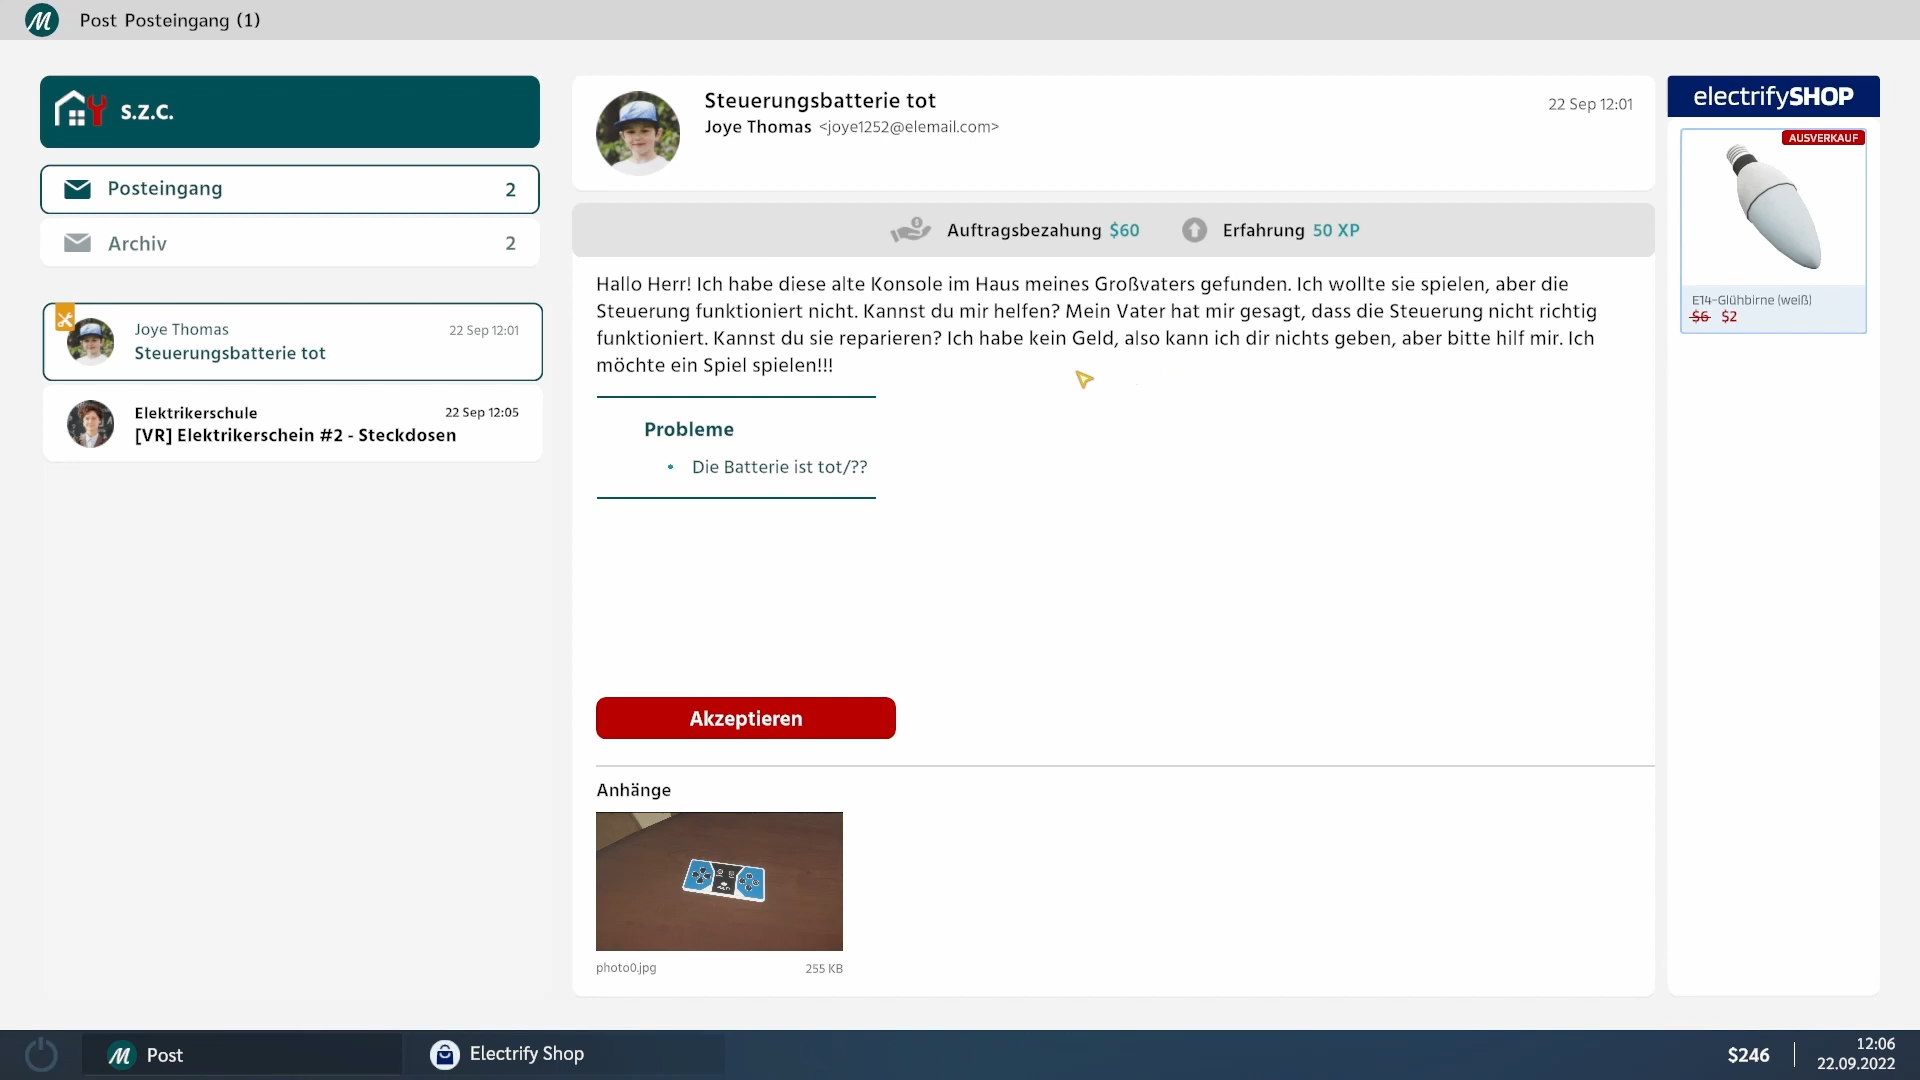 Post Posteingang (1)
S.Z.C.
Posteingang 2
Archiv 2
Joye Thomas 22 Sep 12:01
Steuerungsbatterie tot
Elektrikerschule 22 Sep 12:05
[VR] Elektrikerschein #2 - Steckdosen
Steuerungsbatterie tot 22 Sep 12:01
Joye Thomas <joye1252@elemail.com>
Auftragsbezahung $60 Erfahrung 50 XP
Hallo Herr! Ich habe diese alte Konsole im Haus meines Großvaters gefunden. Ich wollte sie spielen, aber die
Steuerung funktioniert nicht. Kannst du mir helfen? Mein Vater hat mir gesagt, dass die Steuerung nicht richtig
funktioniert. Kannst du sie reparieren? Ich habe kein Geld, also kann ich dir nichts geben, aber bitte hilf mir. Ich
möchte ein Spiel spielen!!!
Probleme
• Die Batterie ist tot/??
Akzeptieren
Anhänge
photo0.jpg 255 KB
electrifySHOP
AUSVERKAUF
E14-Glühbirne (weiß)
$6 $2
Post
Electrify Shop
$246
12:06
22.09.2022